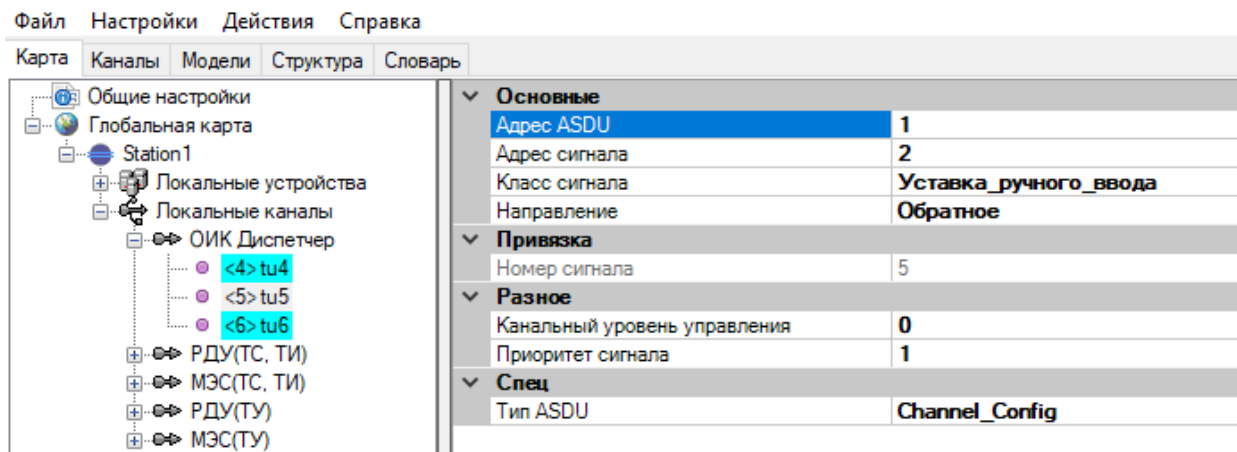 Файл Настройки Действия Справка
Карта Каналы Модели Структура Словарь
Общие настройки
Глобальная карта
Station1
Локальные устройства
Локальные каналы
ОИК Диспетчер
<4> tu4
<5> tu5
<6> tu6
РДУ(ТС, ТИ)
МЭС(ТС, ТИ)
РДУ(ТУ)
МЭС(ТУ)
Основные
Адрес ASDU 1
Адрес сигнала 2
Класс сигнала Уставка_ручного_ввода
Направление Обратное
Привязка
Номер сигнала 5
Разное
Канальный уровень управления 0
Приоритет сигнала 1
Спец
Тип ASDU Channel_Config